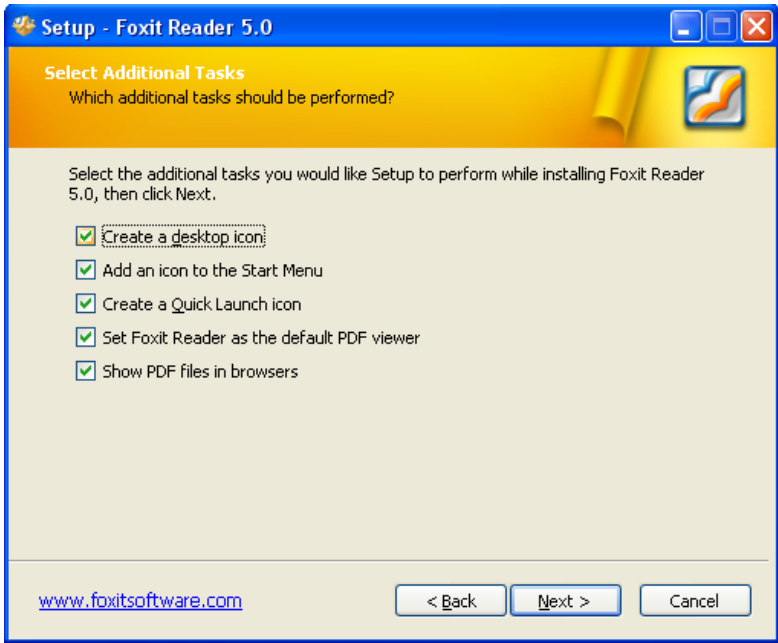 Setup - Foxit Reader 5.0
Select Additional Tasks
Which additional tasks should be performed?
Select the additional tasks you would like Setup to perform while installing Foxit Reader
5.0, then click Next.
Create a desktop icon
Add an icon to the Start Menu
Create a Quick Launch icon
Set Foxit Reader as the default PDF viewer
Show PDF files in browsers
www.foxitsoftware.com < Back Next > Cancel